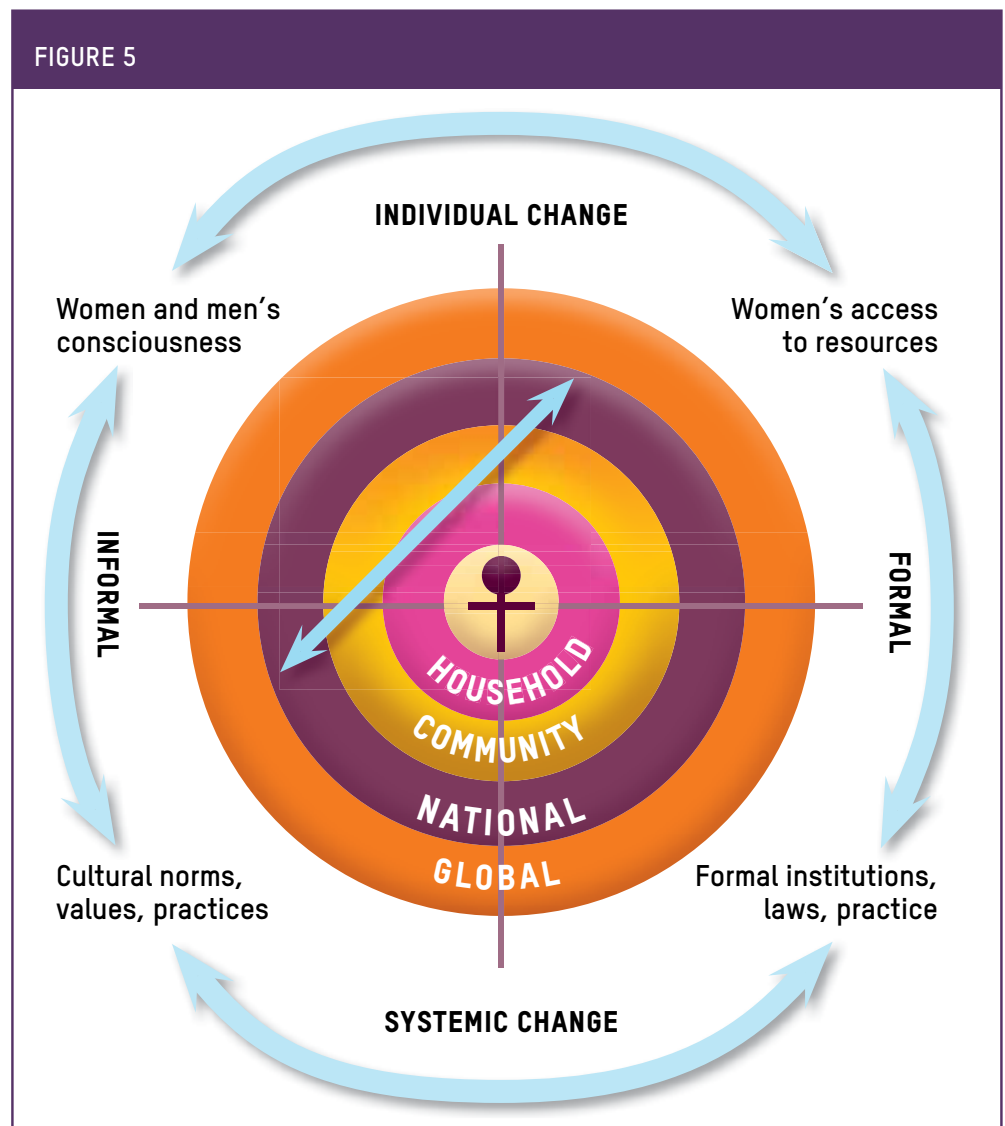 FIGURE 5
INDIVIDUAL CHANGE
Women and men's
consciousness
Women's access
to resources
INFORMAL
FORMAL
HOUSEHOLD
COMMUNITY
NATIONAL
GLOBAL
Cultural norms,
values, practices
Formal institutions,
laws, practice
SYSTEMIC CHANGE